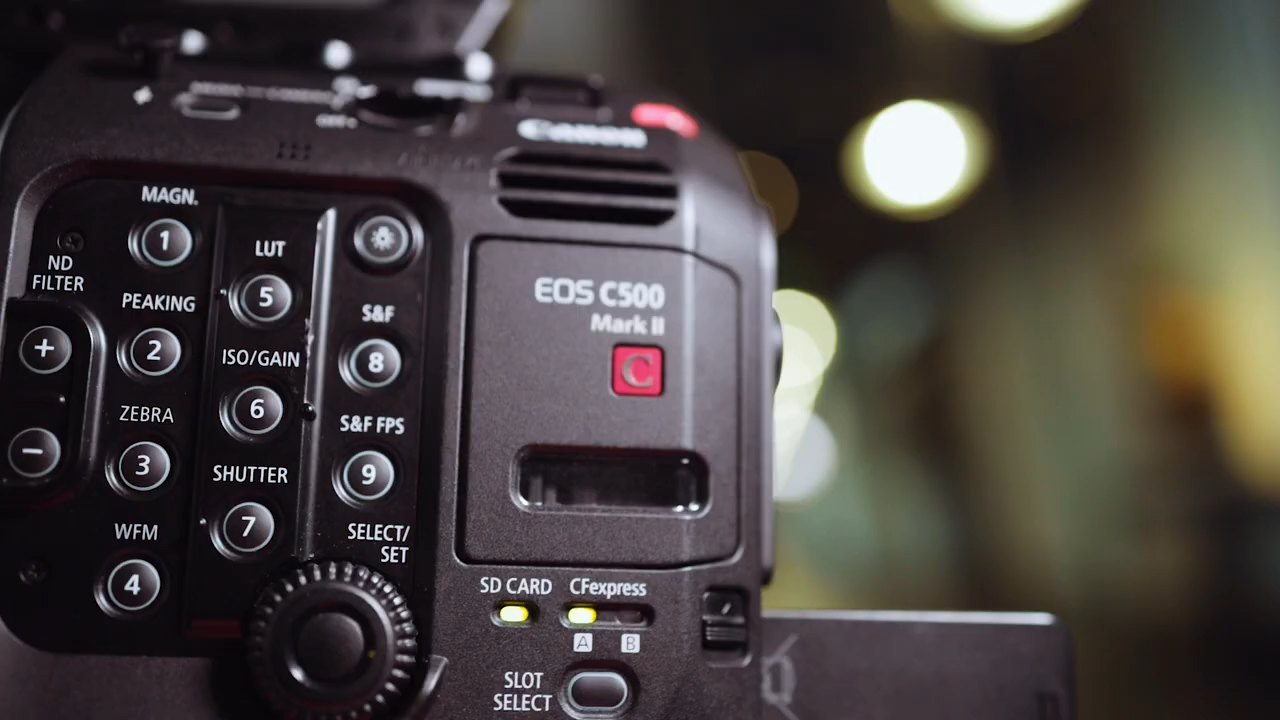 Canon
MAGN.
1
LUT
5
ND
FILTER
+
−
PEAKING
2
ISO/GAIN
6
S&F
8
ZEBRA
3
SHUTTER
7
S&F FPS
9
WFM
4
SELECT/
SET
EOS C500
Mark II
C
SD CARD
CFexpress
A
B
SLOT
SELECT